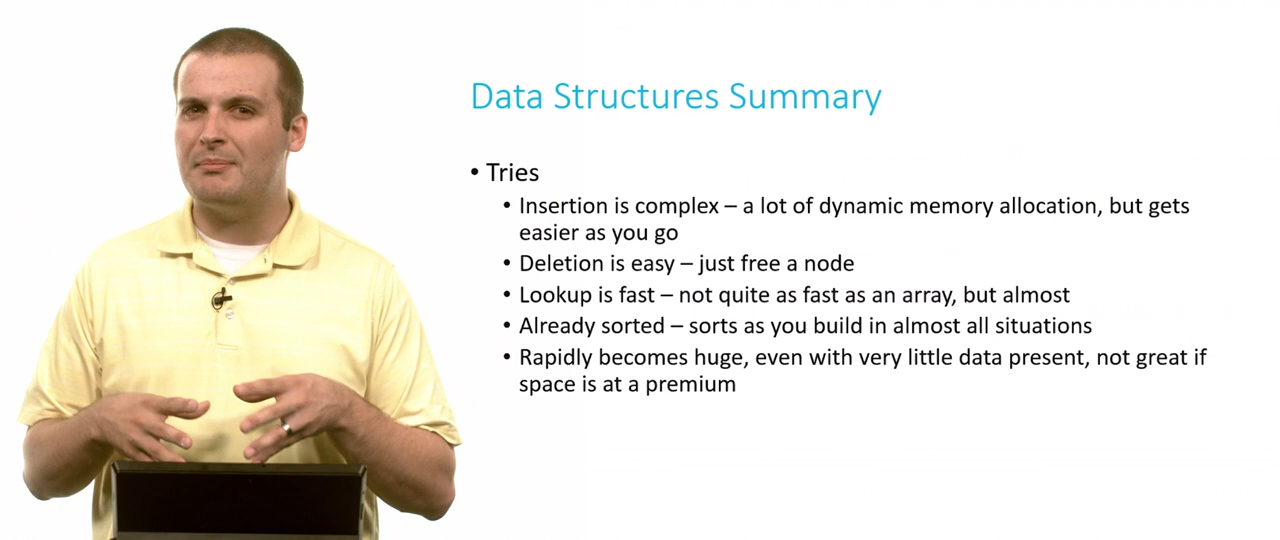 Data Structures Summary
• Tries
• Insertion is complex – a lot of dynamic memory allocation, but gets
easier as you go
• Deletion is easy – just free a node
• Lookup is fast – not quite as fast as an array, but almost
• Already sorted – sorts as you build in almost all situations
• Rapidly becomes huge, even with very little data present, not great if
space is at a premium